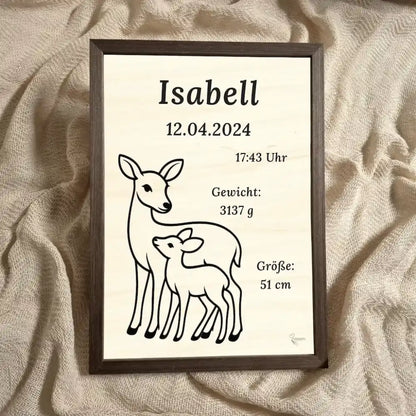 Isabell
12.04.2024
17:43 Uhr
Gewicht:
3137 g
Größe:
51 cm